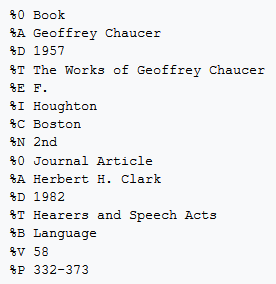 %0 Book
%A Geoffrey Chaucer
%D 1957
%T The Works of Geoffrey Chaucer
%E F.
%I Houghton
%C Boston
%N 2nd
%0 Journal Article
%A Herbert H. Clark
%D 1982
%T Hearers and Speech Acts
%B Language
%V 58
%P 332-373